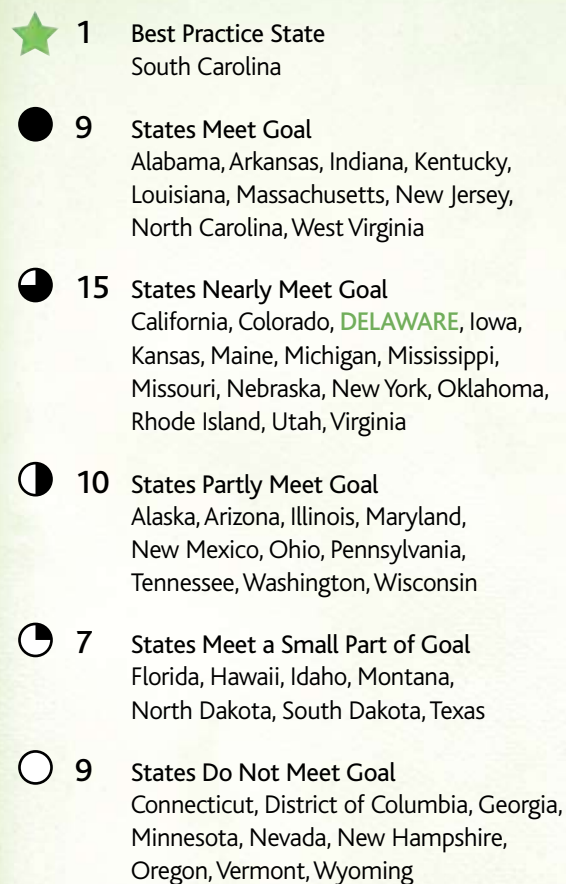 1 Best Practice State
South Carolina
9 States Meet Goal
Alabama, Arkansas, Indiana, Kentucky,
Louisiana, Massachusetts, New Jersey,
North Carolina, West Virginia
15 States Nearly Meet Goal
California, Colorado, DELAWARE, Iowa,
Kansas, Maine, Michigan, Mississippi,
Missouri, Nebraska, New York, Oklahoma,
Rhode Island, Utah, Virginia
10 States Partly Meet Goal
Alaska, Arizona, Illinois, Maryland,
New Mexico, Ohio, Pennsylvania,
Tennessee, Washington, Wisconsin
7 States Meet a Small Part of Goal
Florida, Hawaii, Idaho, Montana,
North Dakota, South Dakota, Texas
9 States Do Not Meet Goal
Connecticut, District of Columbia, Georgia,
Minnesota, Nevada, New Hampshire,
Oregon, Vermont, Wyoming